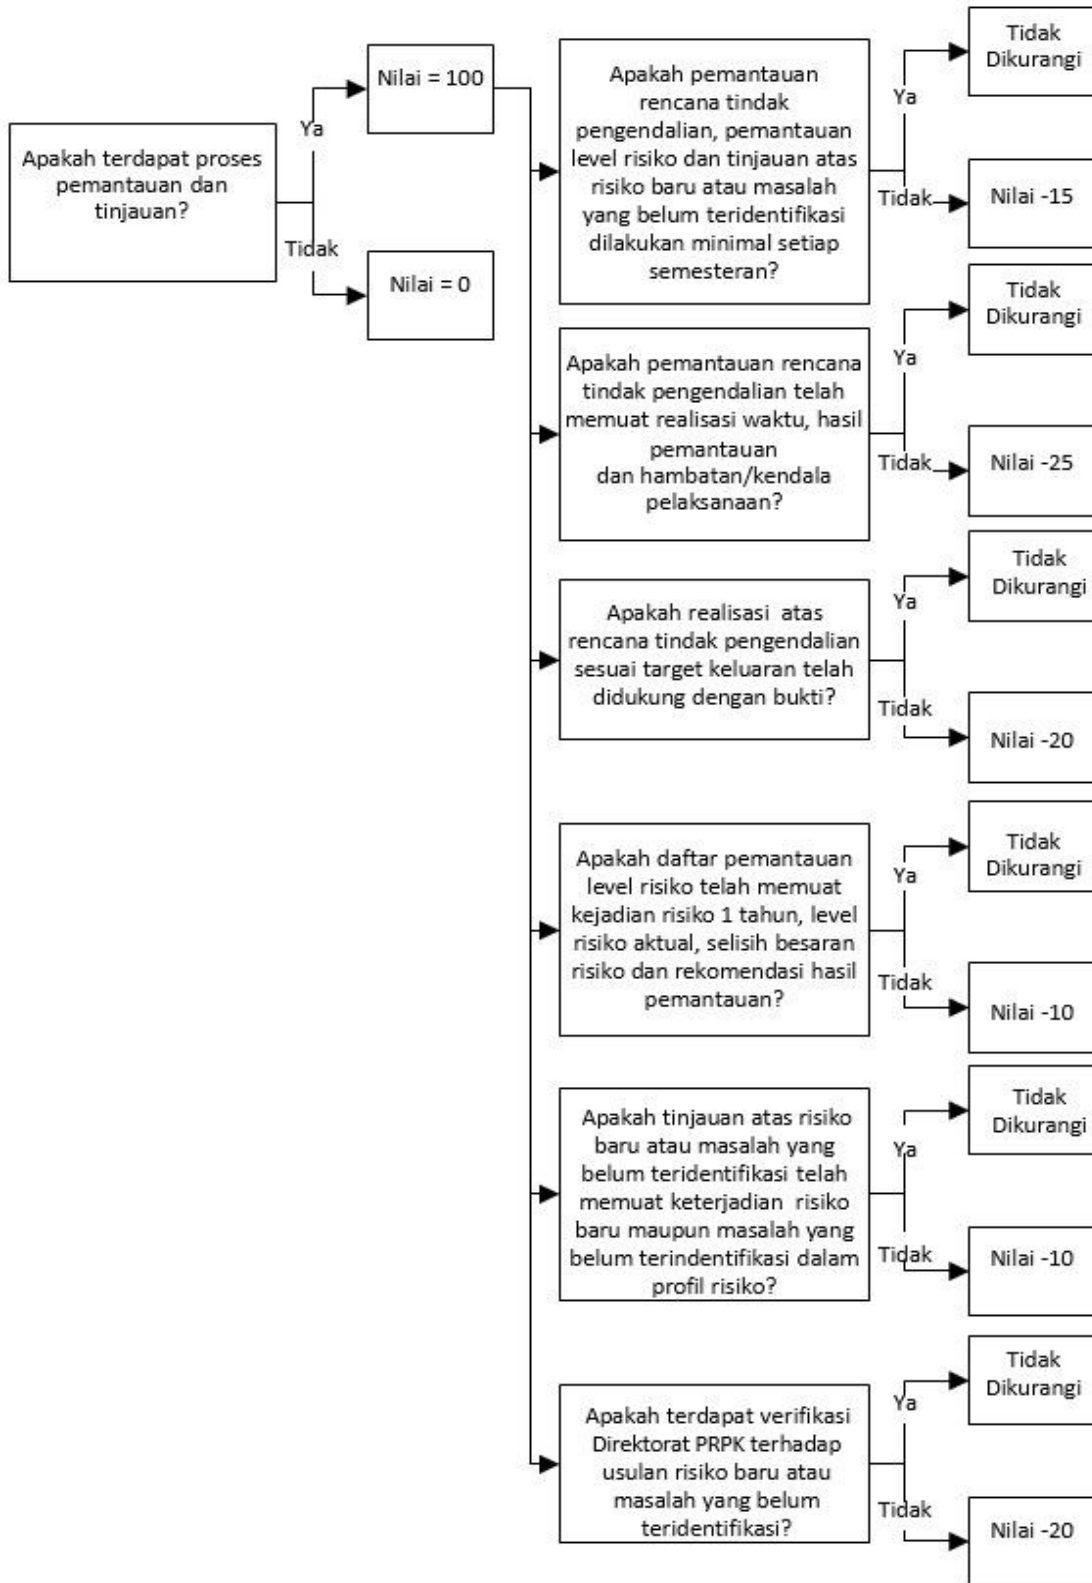 Apakah terdapat proses
pemantauan dan
tinjauan?
Ya
Tidak
Nilai = 100
Nilai = 0
Apakah pemantauan
rencana tindak
pengendalian, pemantauan
level risiko dan tinjauan atas
risiko baru atau masalah
yang belum teridentifikasi
dilakukan minimal setiap
semesteran?
Ya
Tidak
Dikurangi
Tidak
Nilai -15
Apakah pemantauan rencana
tindak pengendalian telah
memuat realisasi waktu, hasil
pemantauan
dan hambatan/kendala
pelaksanaan?
Ya
Tidak
Dikurangi
Tidak
Nilai -25
Apakah realisasi atas
rencana tindak pengendalian
sesuai target keluaran telah
didukung dengan bukti?
Ya
Tidak
Dikurangi
Tidak
Nilai -20
Apakah daftar pemantauan
level risiko telah memuat
kejadian risiko 1 tahun, level
risiko aktual, selisih besaran
risiko dan rekomendasi hasil
pemantauan?
Ya
Tidak
Dikurangi
Tidak
Nilai -10
Apakah tinjauan atas risiko
baru atau masalah yang
belum teridentifikasi telah
memuat keterjadian risiko
baru maupun masalah yang
belum terindentifikasi dalam
profil risiko?
Ya
Tidak
Dikurangi
Tidak
Nilai -10
Apakah terdapat verifikasi
Direktorat PRPK terhadap
usulan risiko baru atau
masalah yang belum
teridentifikasi?
Ya
Tidak
Dikurangi
Tidak
Nilai -20